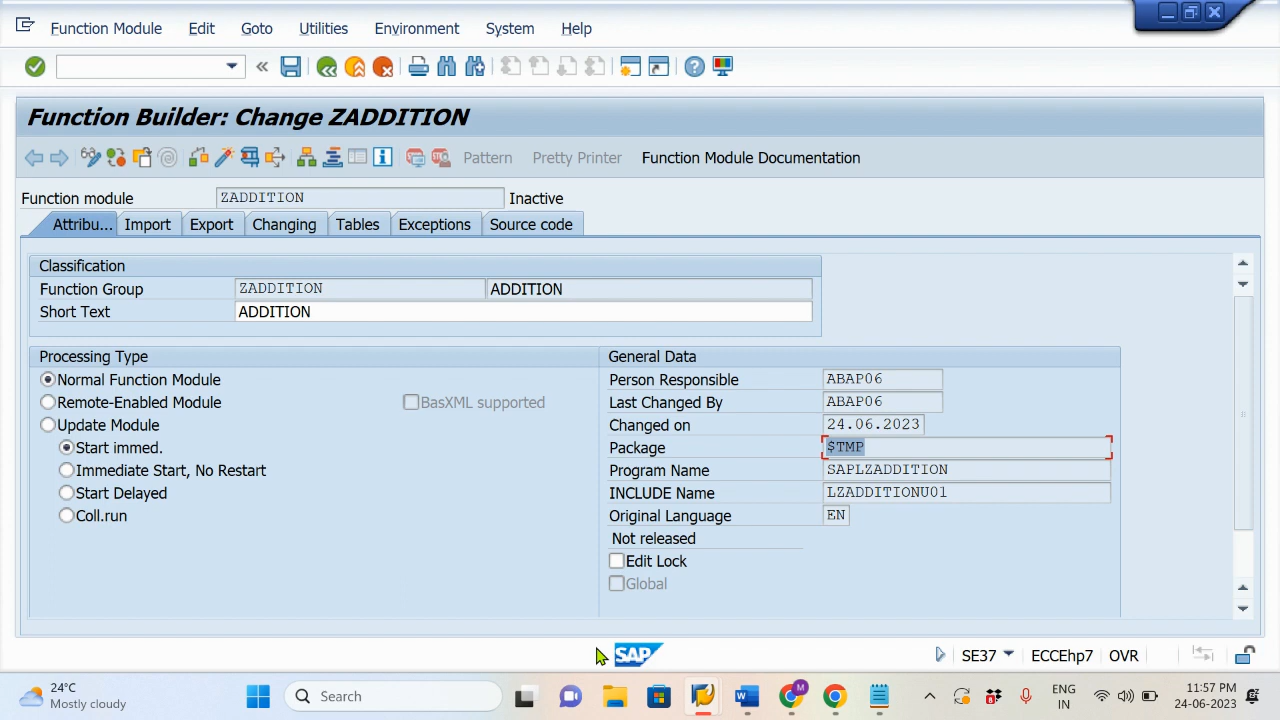 Function Module Edit Goto Utilities Environment System Help
Function Builder: Change ZADDITION
Pattern Pretty Printer Function Module Documentation
Function module ZADDITION Inactive
Attribu... Import Export Changing Tables Exceptions Source code
Classification
Function Group ZADDITION ADDITION
Short Text ADDITION
Processing Type
Normal Function Module
Remote-Enabled Module BasXML supported
Update Module
Start immed.
Immediate Start, No Restart
Start Delayed
Coll.run
General Data
Person Responsible ABAP06
Last Changed By ABAP06
Changed on 24.06.2023
Package $TMP
Program Name SAPLZADDITION
INCLUDE Name LZADDITIONU01
Original Language EN
Not released
Edit Lock
Global
SAP SE37 ECCEhp7 OVR
24°C
Mostly cloudy
Search
M
ENG
IN
11:57 PM
24-06-2023